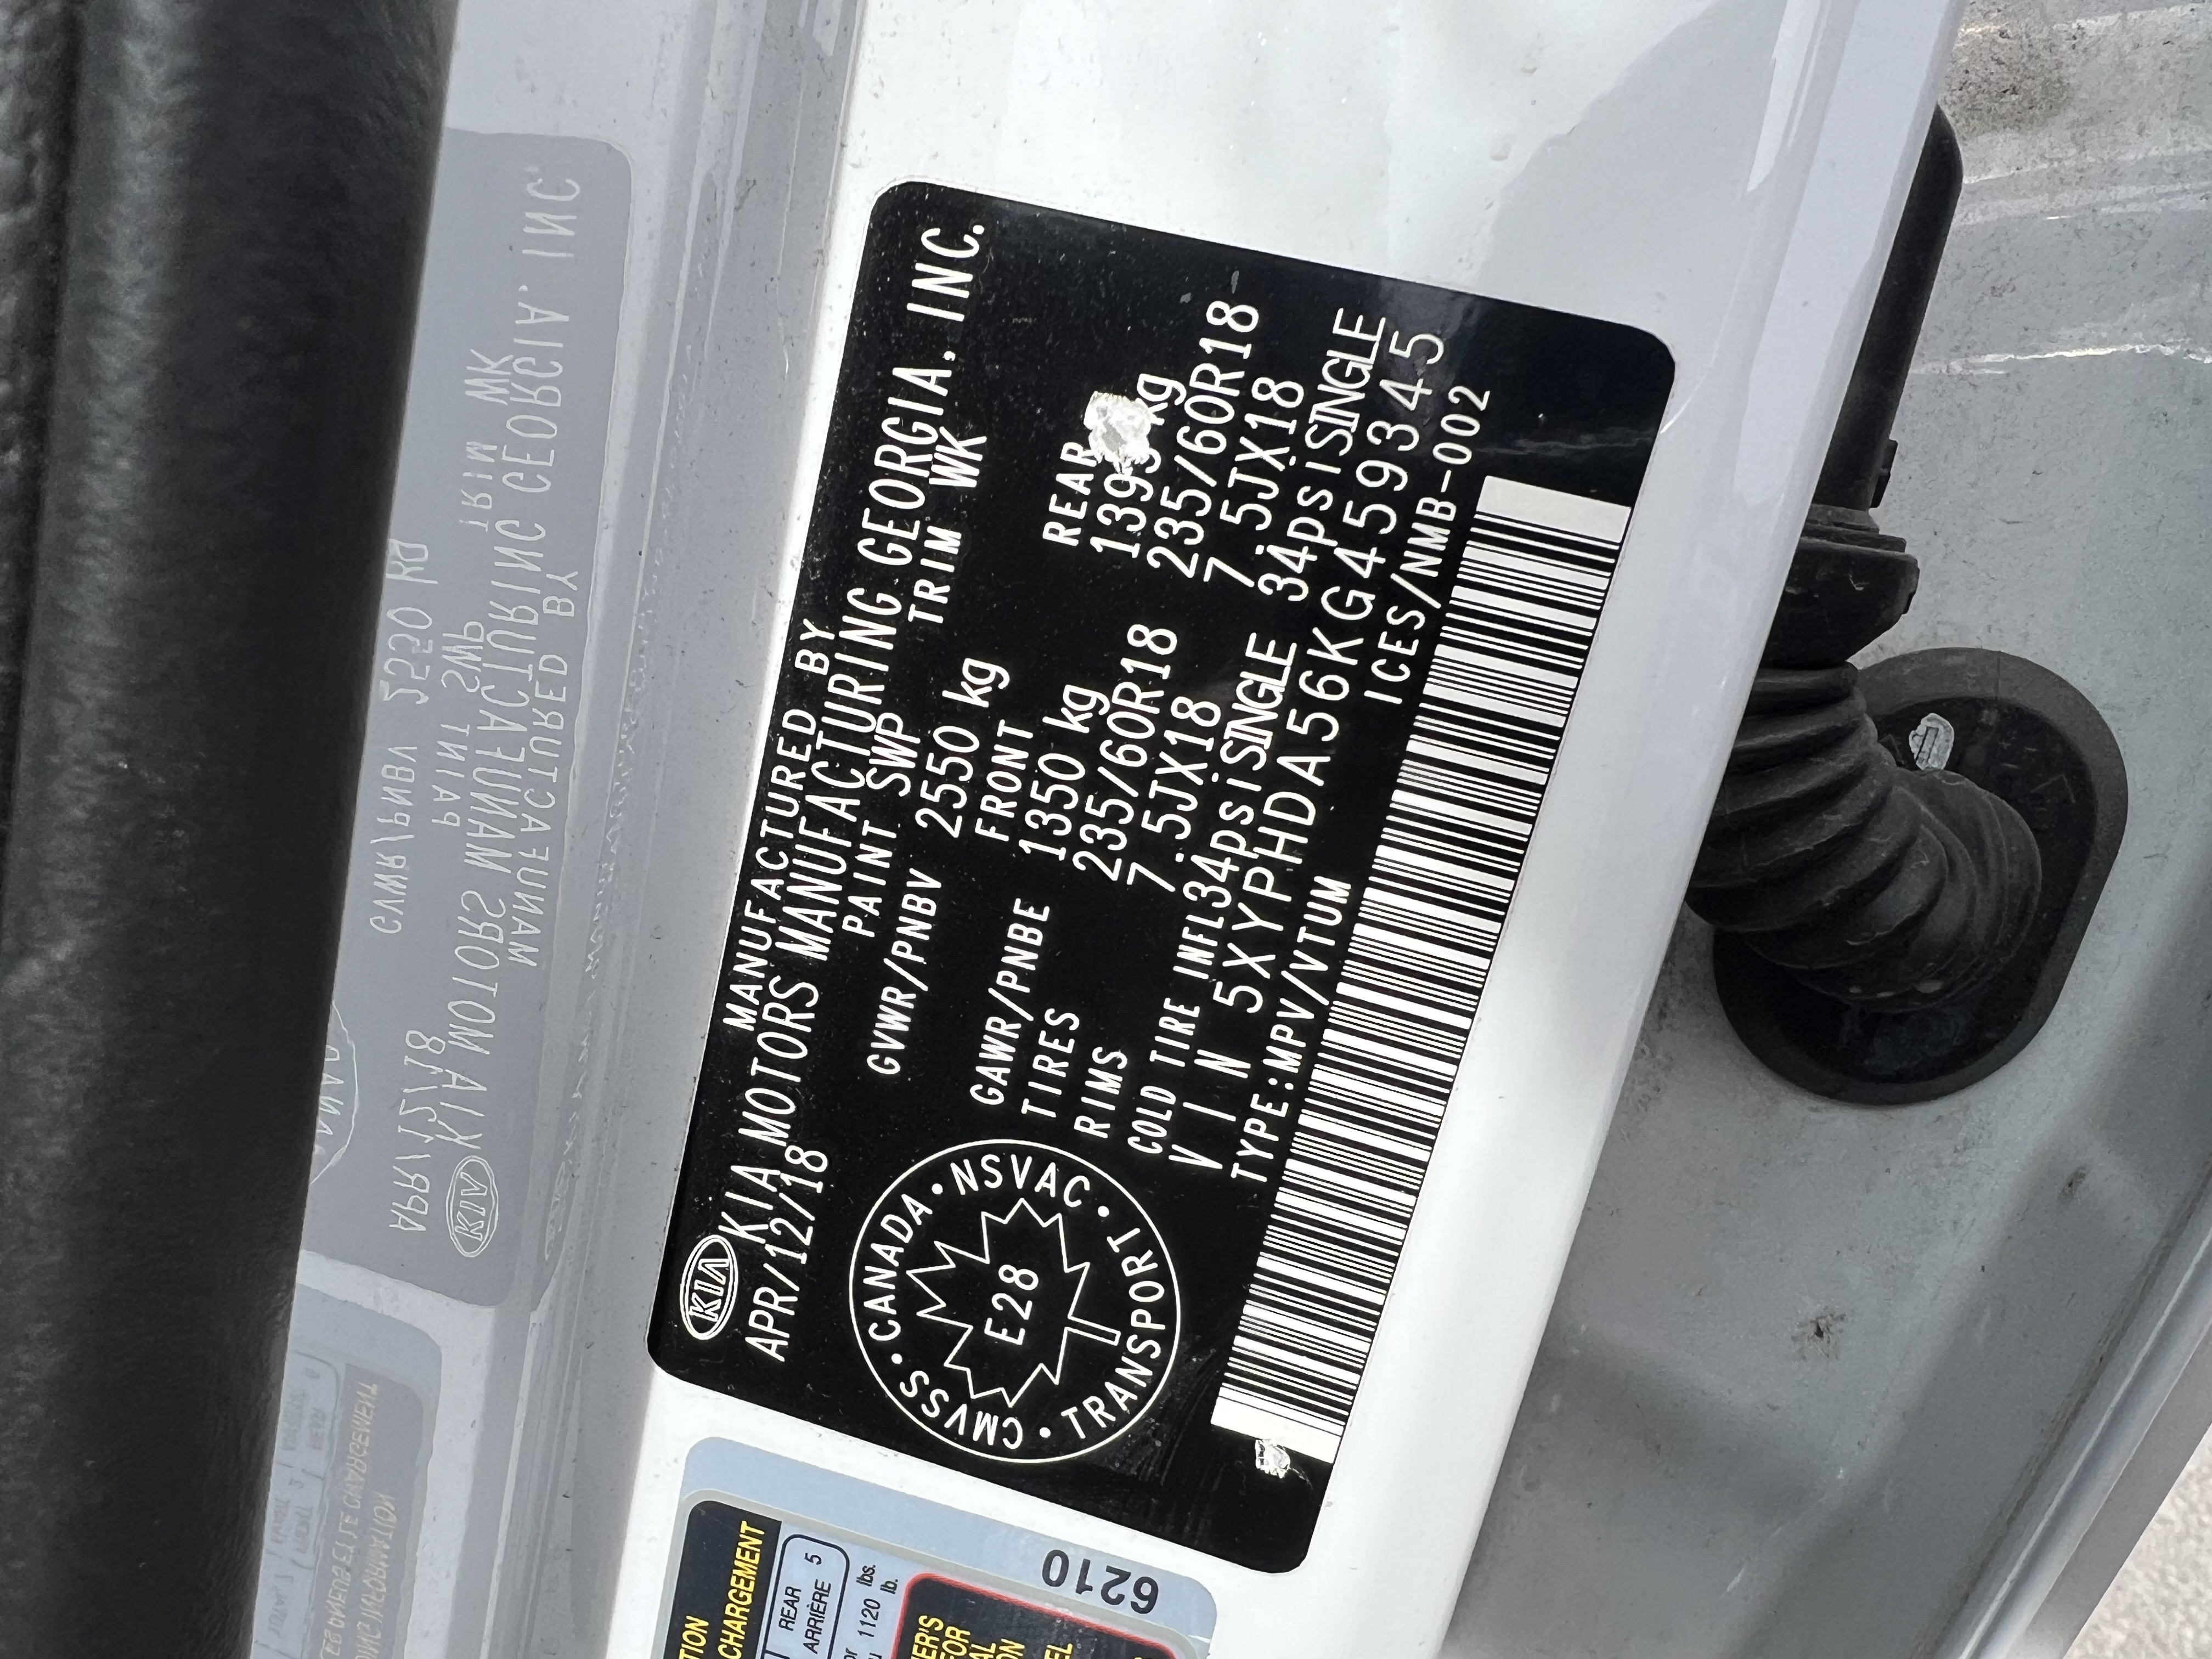 KIA
MANUFACTURED BY
KIA MOTORS MANUFACTURING GEORGIA, INC.
APR/12/18 PAINT SWP TRIM WK
GVWR/PNBV 2550 kg
FRONT REAR
GAWR/PNBE 1350 kg kg
TIRES 235/60R18 235/60R18
RIMS 7.5JX18 7.5JX18
COLD TIRE INFL 34psiSINGLE 34psiSINGLE
VIN 5XYPHDA56KG459345
TYPE:MPV/VTUM ICES/NMB-002
CMVSS · CANADA · NSVAC · TRANSPORT ·
E28
CHARGEMENT
REAR 5
ARRIÈRE
1120 lbs.
lb.
6210